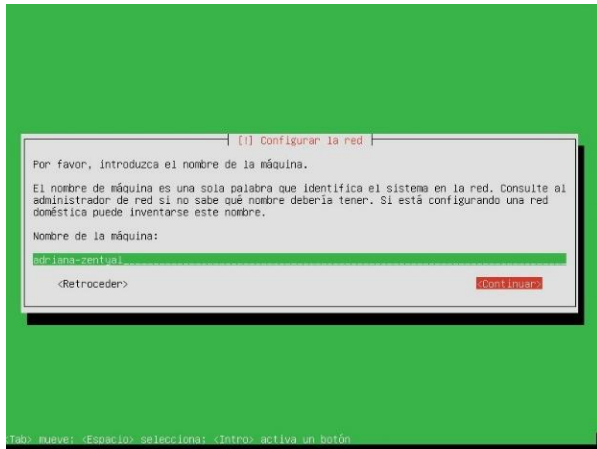 [!] Configurar la red
Por favor, introduzca el nombre de la máquina.
El nombre de máquina es una sola palabra que identifica el sistema en la red. Consulte al
administrador de red si no sabe qué nombre debería tener. Si está configurando una red
doméstica puede inventarse este nombre.
Nombre de la máquina:
adriana-zentyal
<Retroceder> <Continuar>
<Tab> mueve; <Espacio> selecciona; <Intro> activa un botón